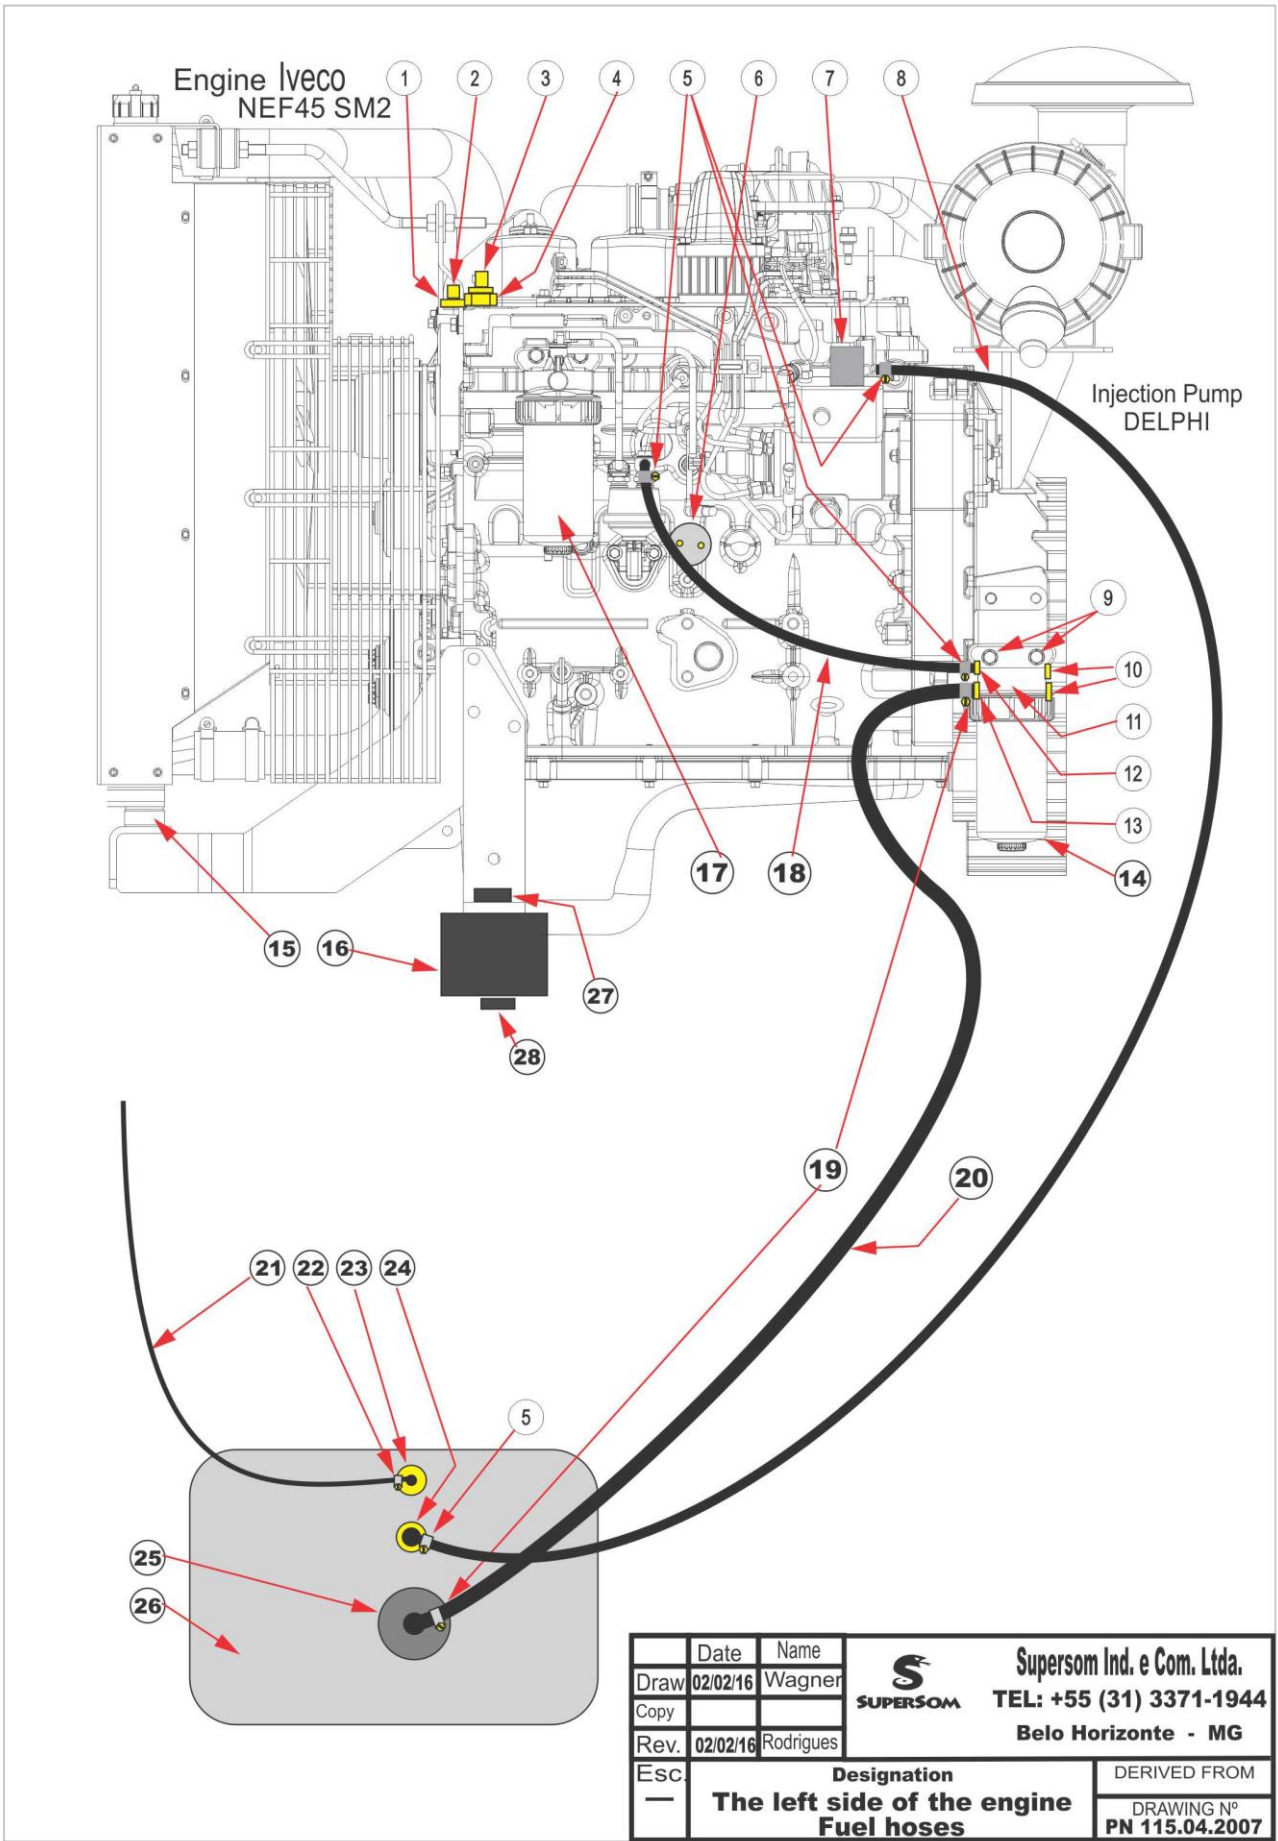 Engine Iveco
NEF45 SM2
1 2 3 4 5 6 7 8
Injection Pump
DELPHI
9
10
11
12
13
14
17 18
15 16
27
28
19
20
21 22 23 24
5
25
26
Date Name
Draw 02/02/16 Wagner
Copy
Rev. 02/02/16 Rodrigues
Esc.
—
SUPERSOM
Supersom Ind. e Com. Ltda.
TEL: +55 (31) 3371-1944
Belo Horizonte - MG
Designation
The left side of the engine
Fuel hoses
DERIVED FROM
DRAWING Nº
PN 115.04.2007